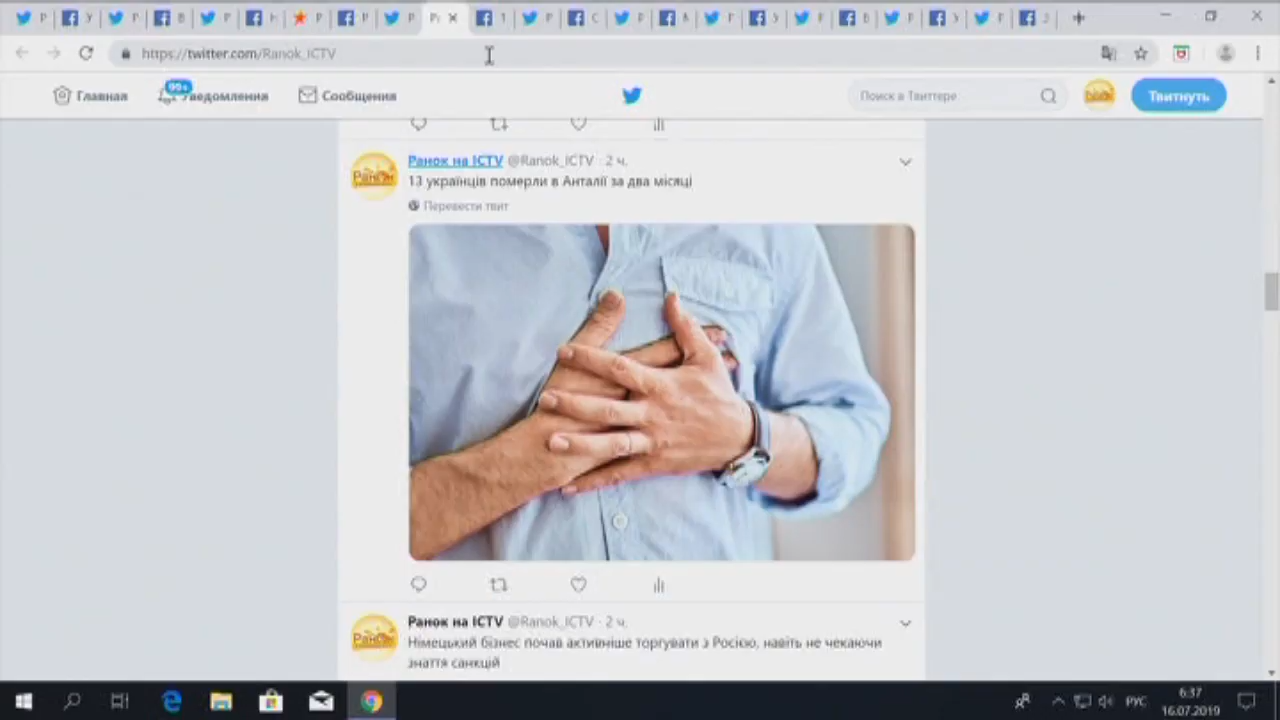 https://twitter.com/Ranok_ICTV
Главная
99+
Уведомления
Сообщения
Поиск в Твиттере
Твитнуть
Ранок на ICTV @Ranok_ICTV · 2 ч.
13 українців померли в Анталії за два місяці
Перевести твит
Ранок на ICTV @Ranok_ICTV · 2 ч.
Німецький бізнес почав активніше торгувати з Росією, навіть не чекаючи
зняття санкцій
РУС
6:37
16.07.2019